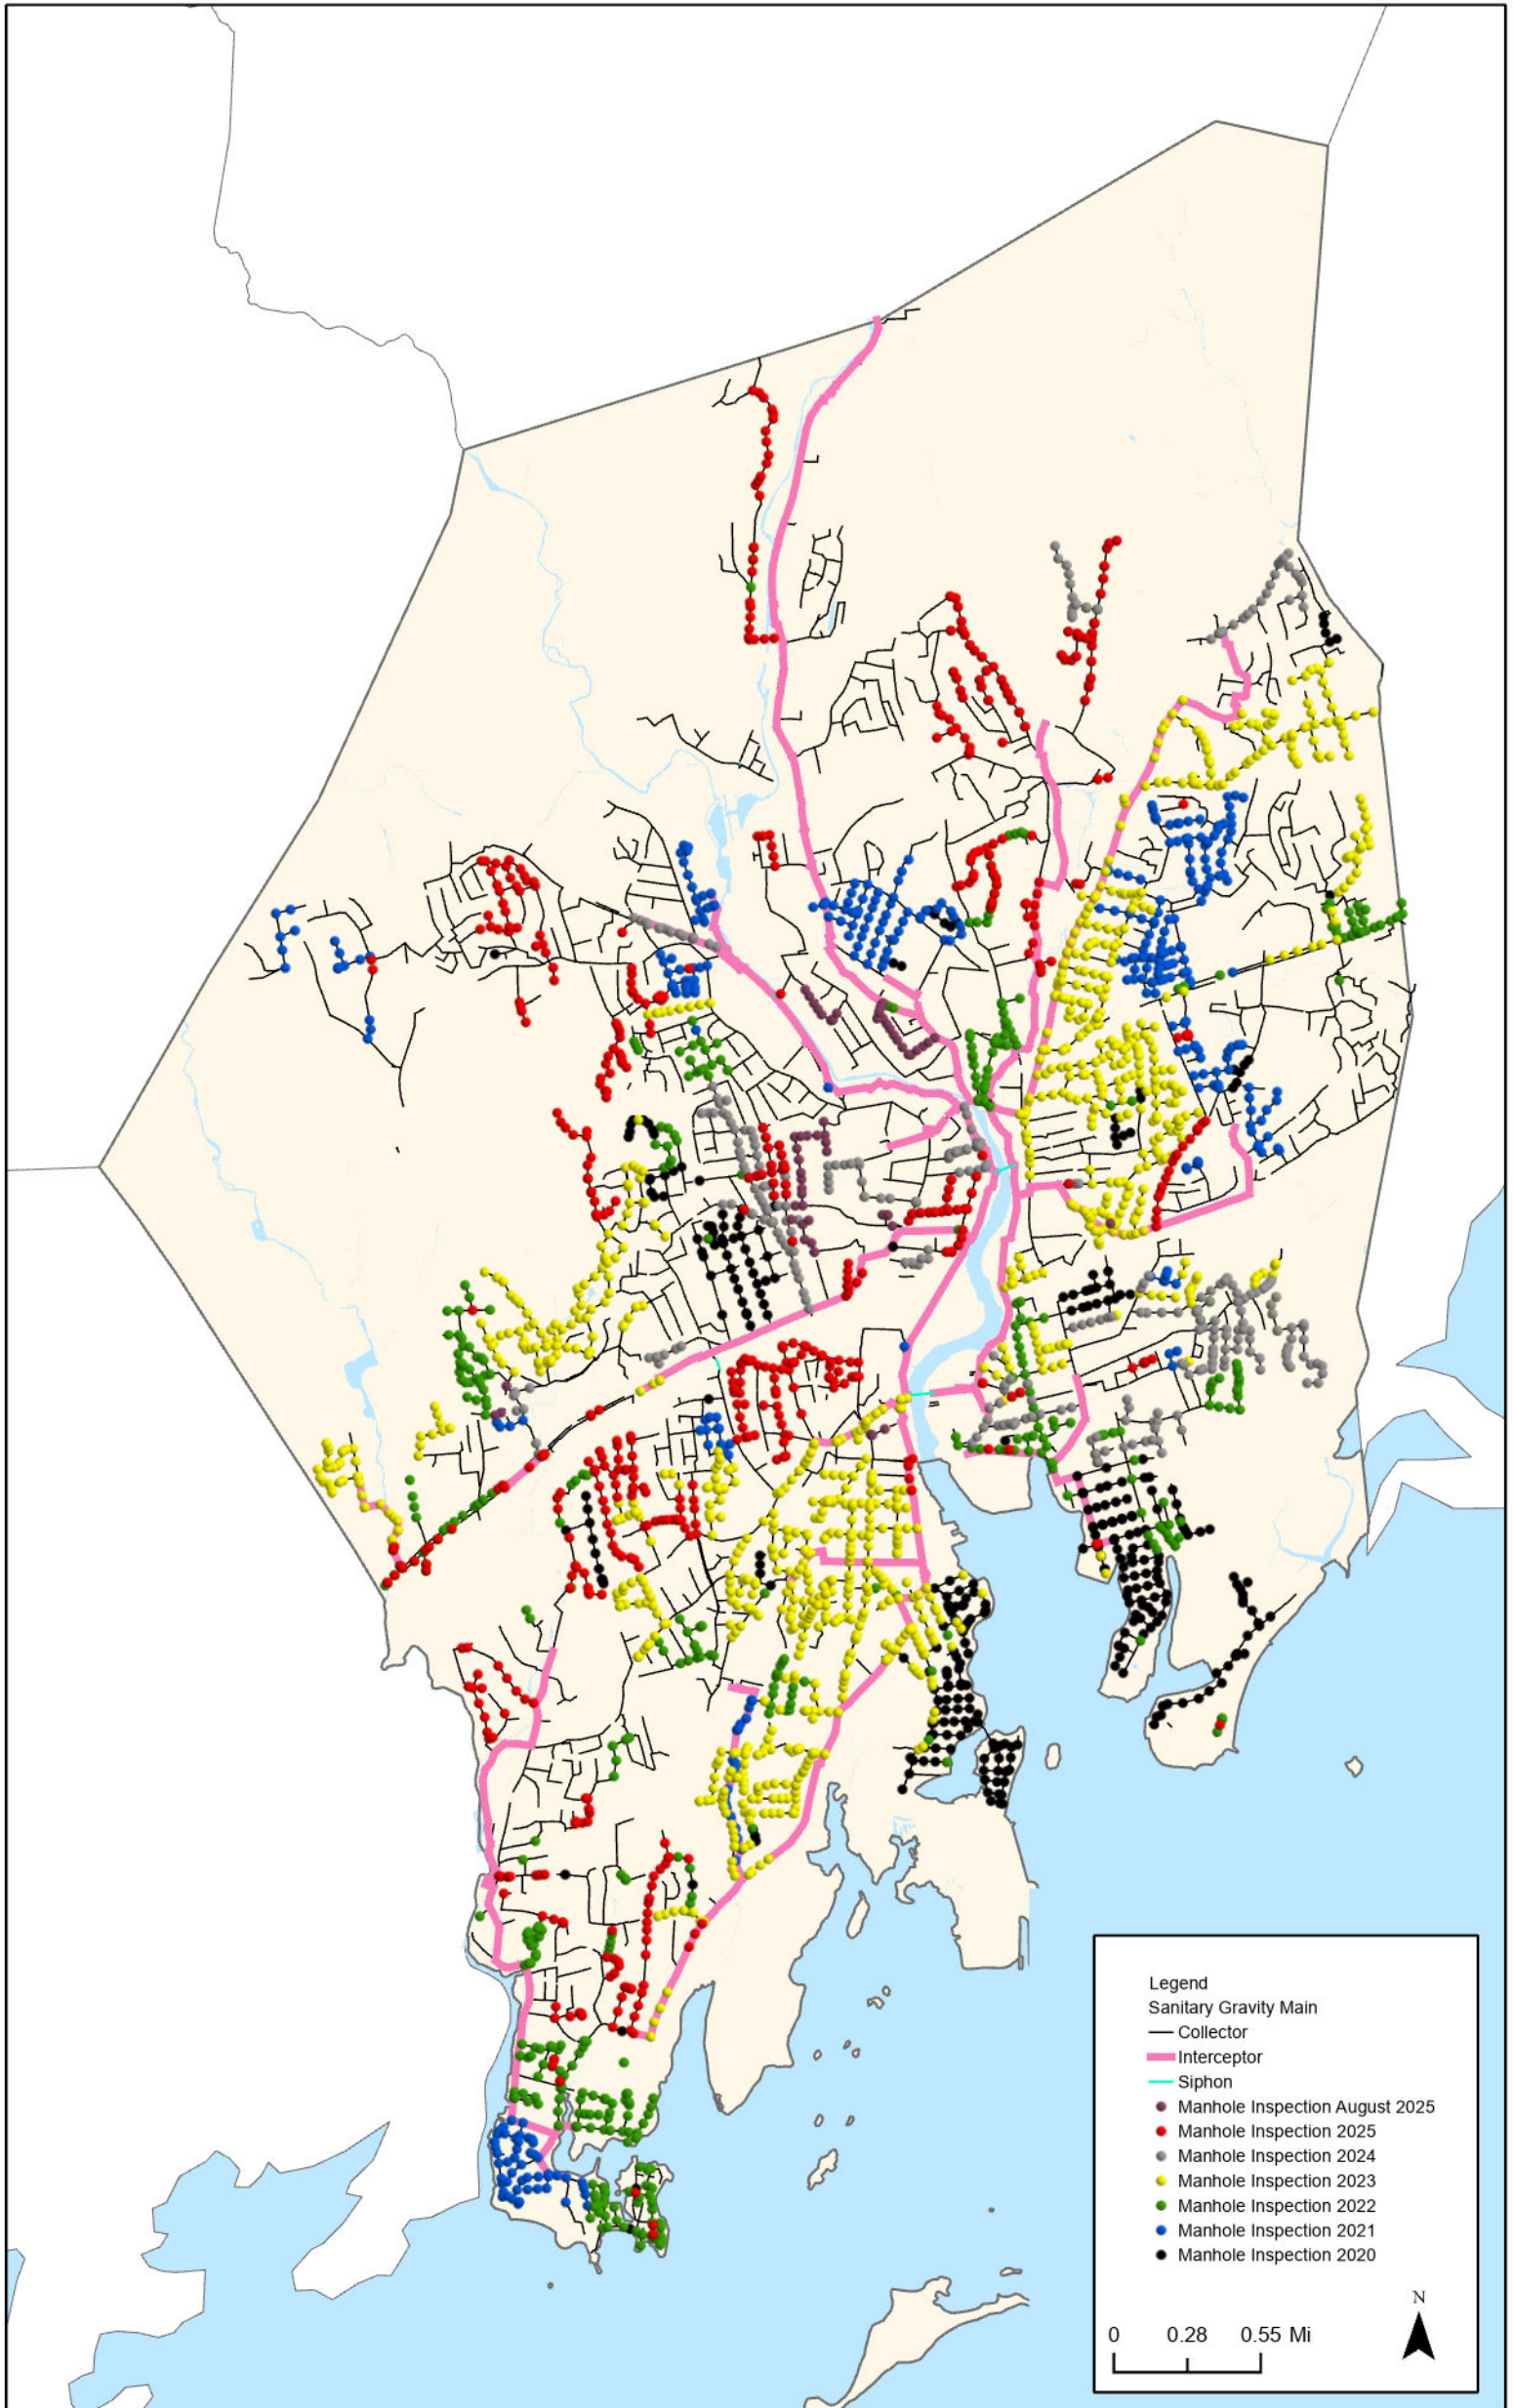 Legend
Sanitary Gravity Main
Collector
Interceptor
Siphon
Manhole Inspection August 2025
Manhole Inspection 2025
Manhole Inspection 2024
Manhole Inspection 2023
Manhole Inspection 2022
Manhole Inspection 2021
Manhole Inspection 2020
N
0 0.28 0.55 Mi